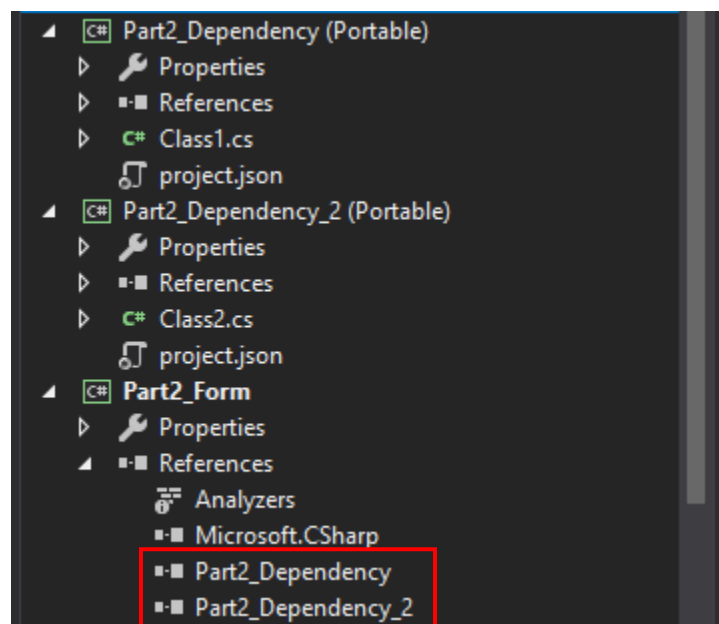 C# Part2_Dependency (Portable)
Properties
References
C# Class1.cs
project.json
C# Part2_Dependency_2 (Portable)
Properties
References
C# Class2.cs
project.json
C# Part2_Form
Properties
References
Analyzers
Microsoft.CSharp
Part2_Dependency
Part2_Dependency_2